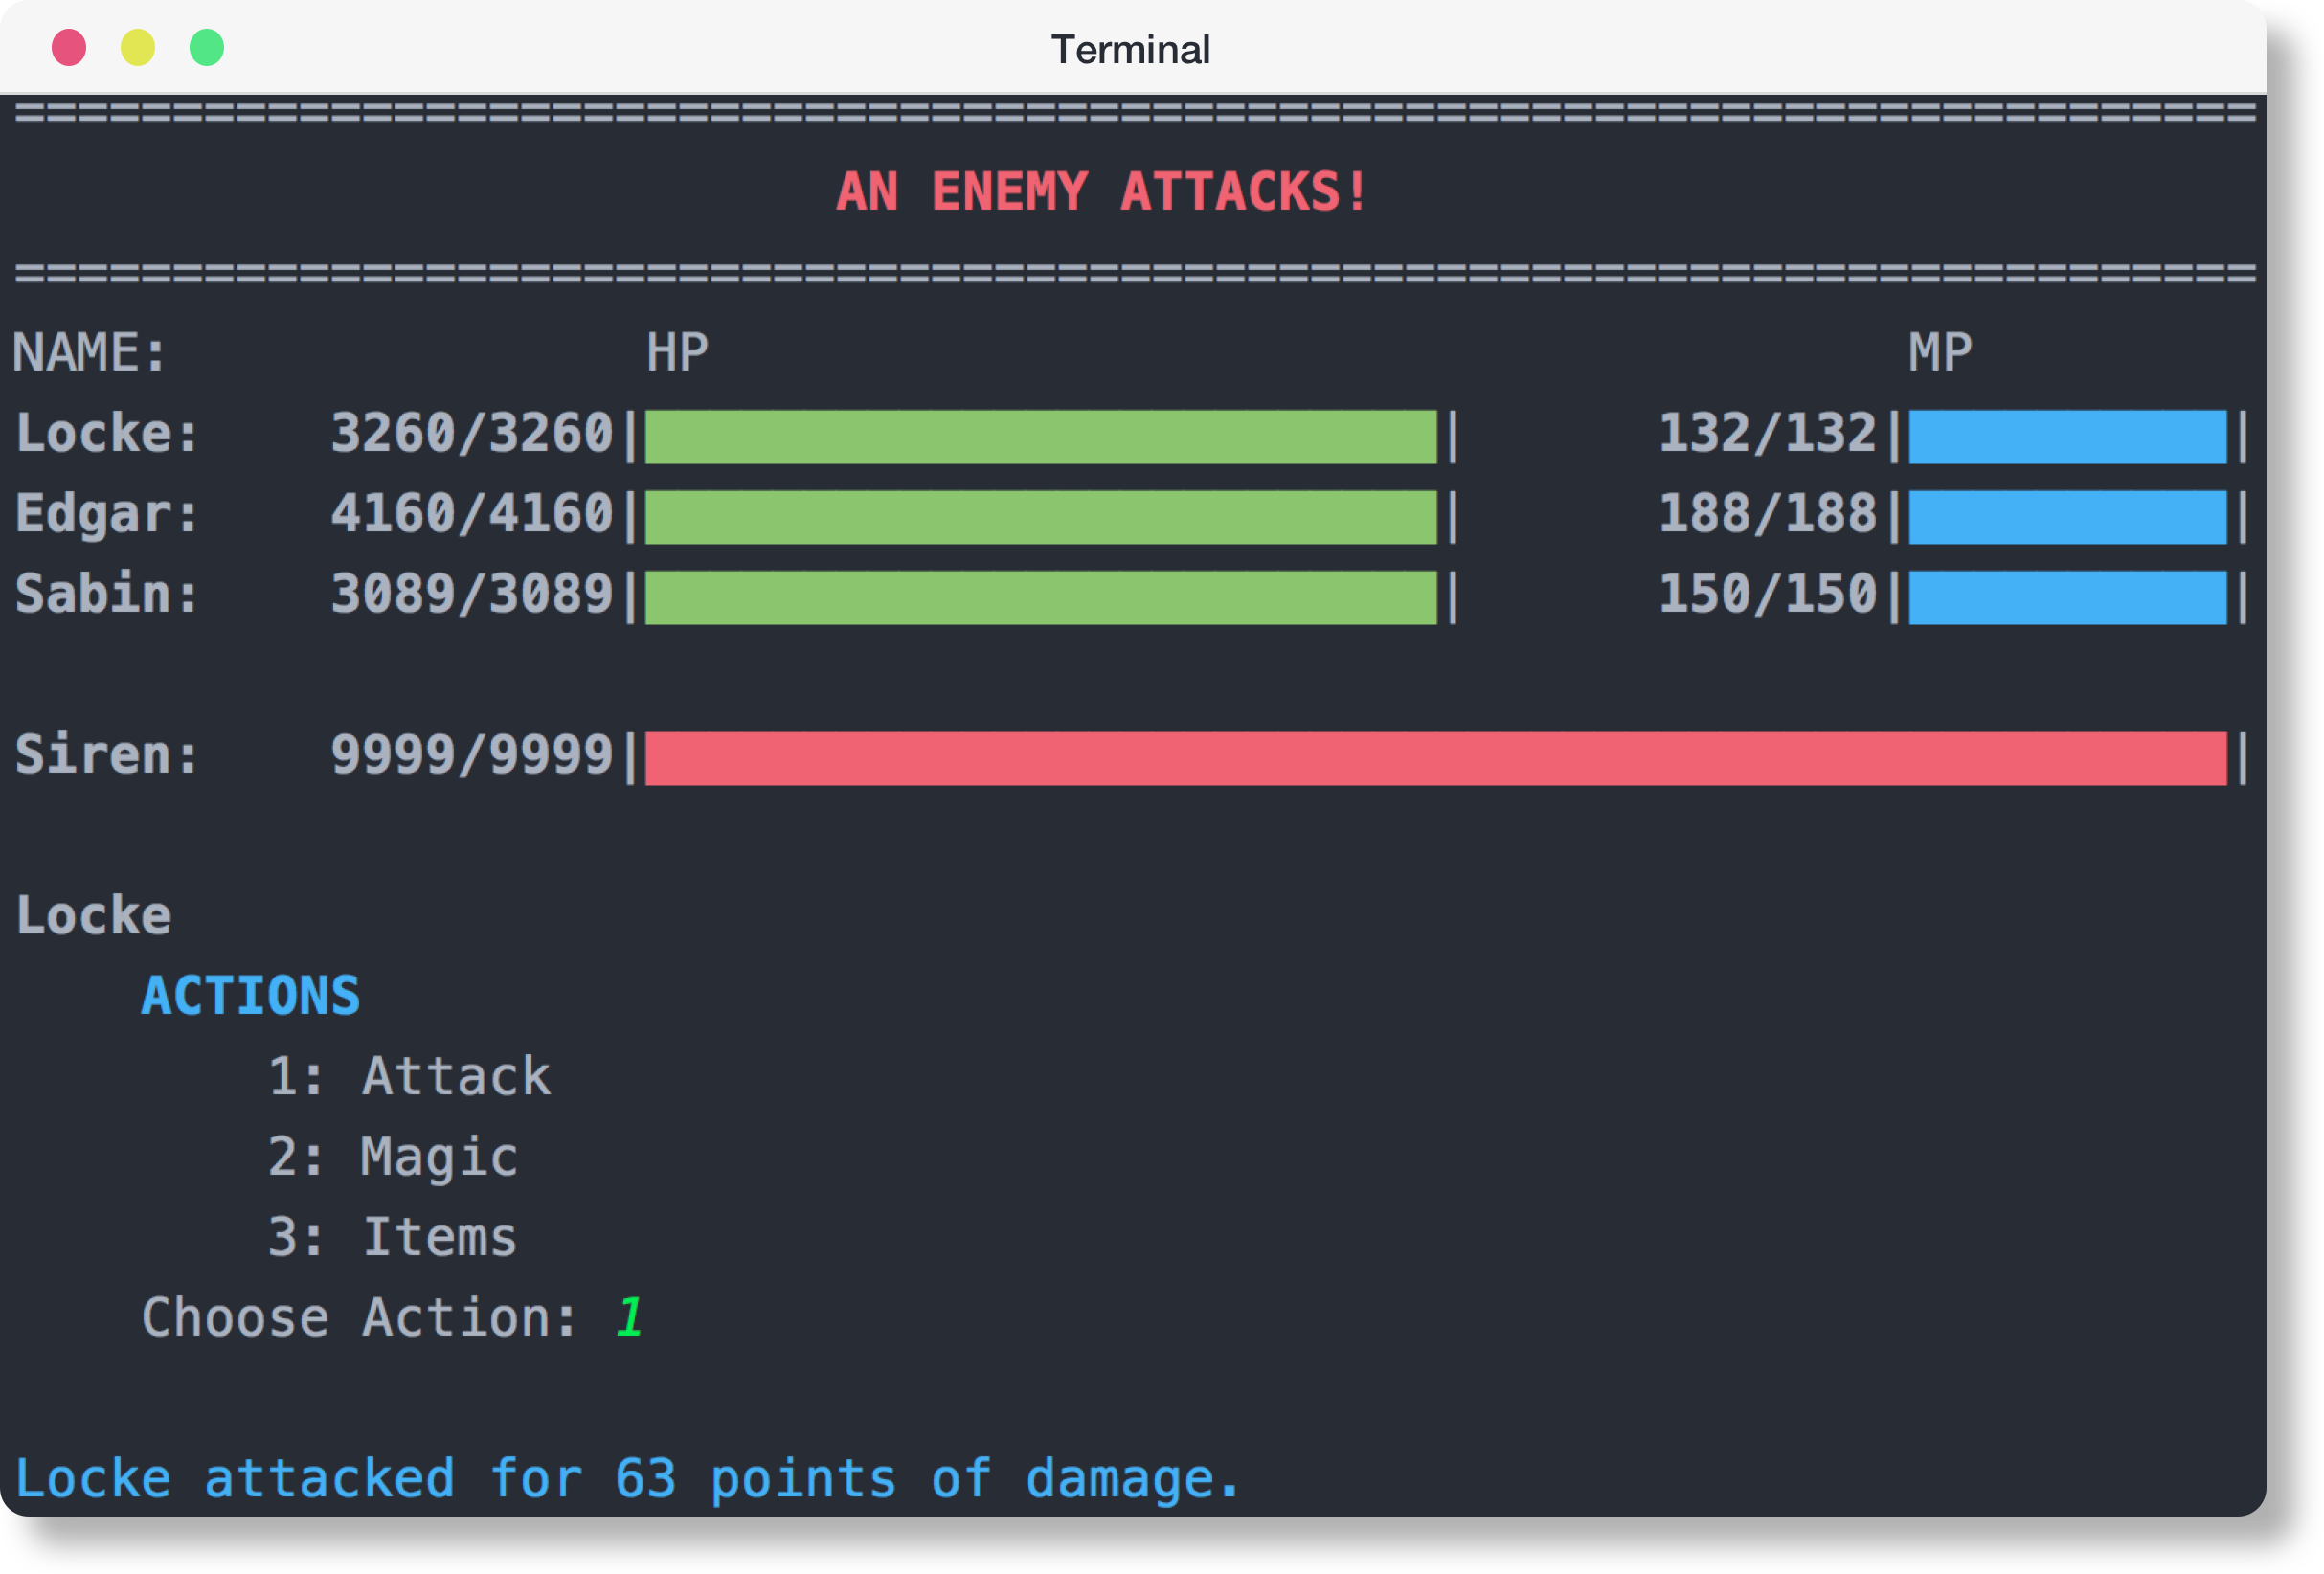 Terminal
=======================================================================
AN ENEMY ATTACKS!
=======================================================================
NAME: HP MP
Locke: 3260/3260| | 132/132| |
Edgar: 4160/4160| | 188/188| |
Sabin: 3089/3089| | 150/150| |
Siren: 9999/9999| |
Locke
ACTIONS
1: Attack
2: Magic
3: Items
Choose Action: 1
Locke attacked for 63 points of damage.